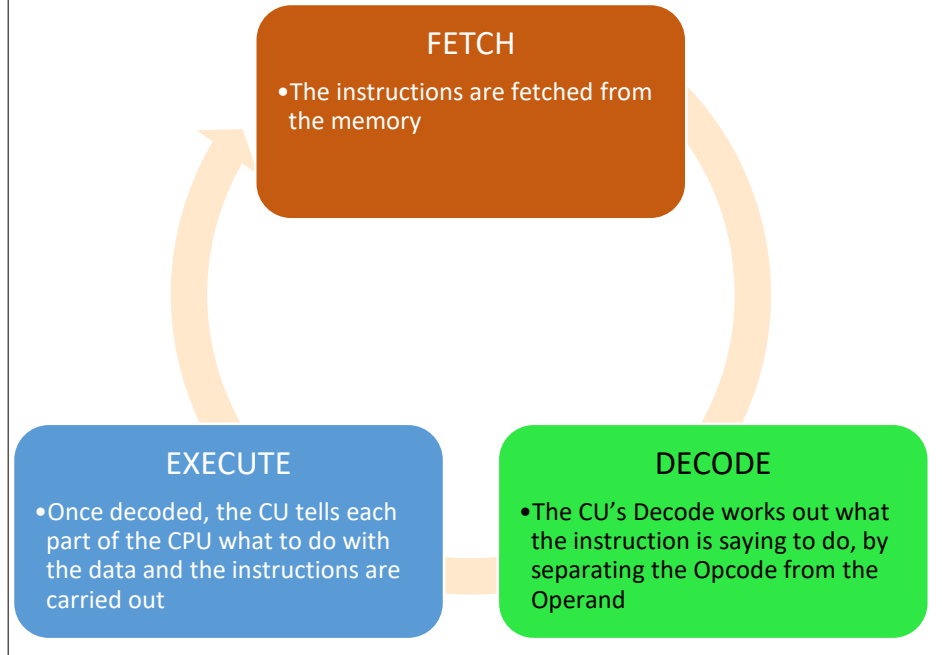 FETCH
•The instructions are fetched from
the memory
EXECUTE
•Once decoded, the CU tells each
part of the CPU what to do with
the data and the instructions are
carried out
DECODE
•The CU’s Decode works out what
the instruction is saying to do, by
separating the Opcode from the
Operand